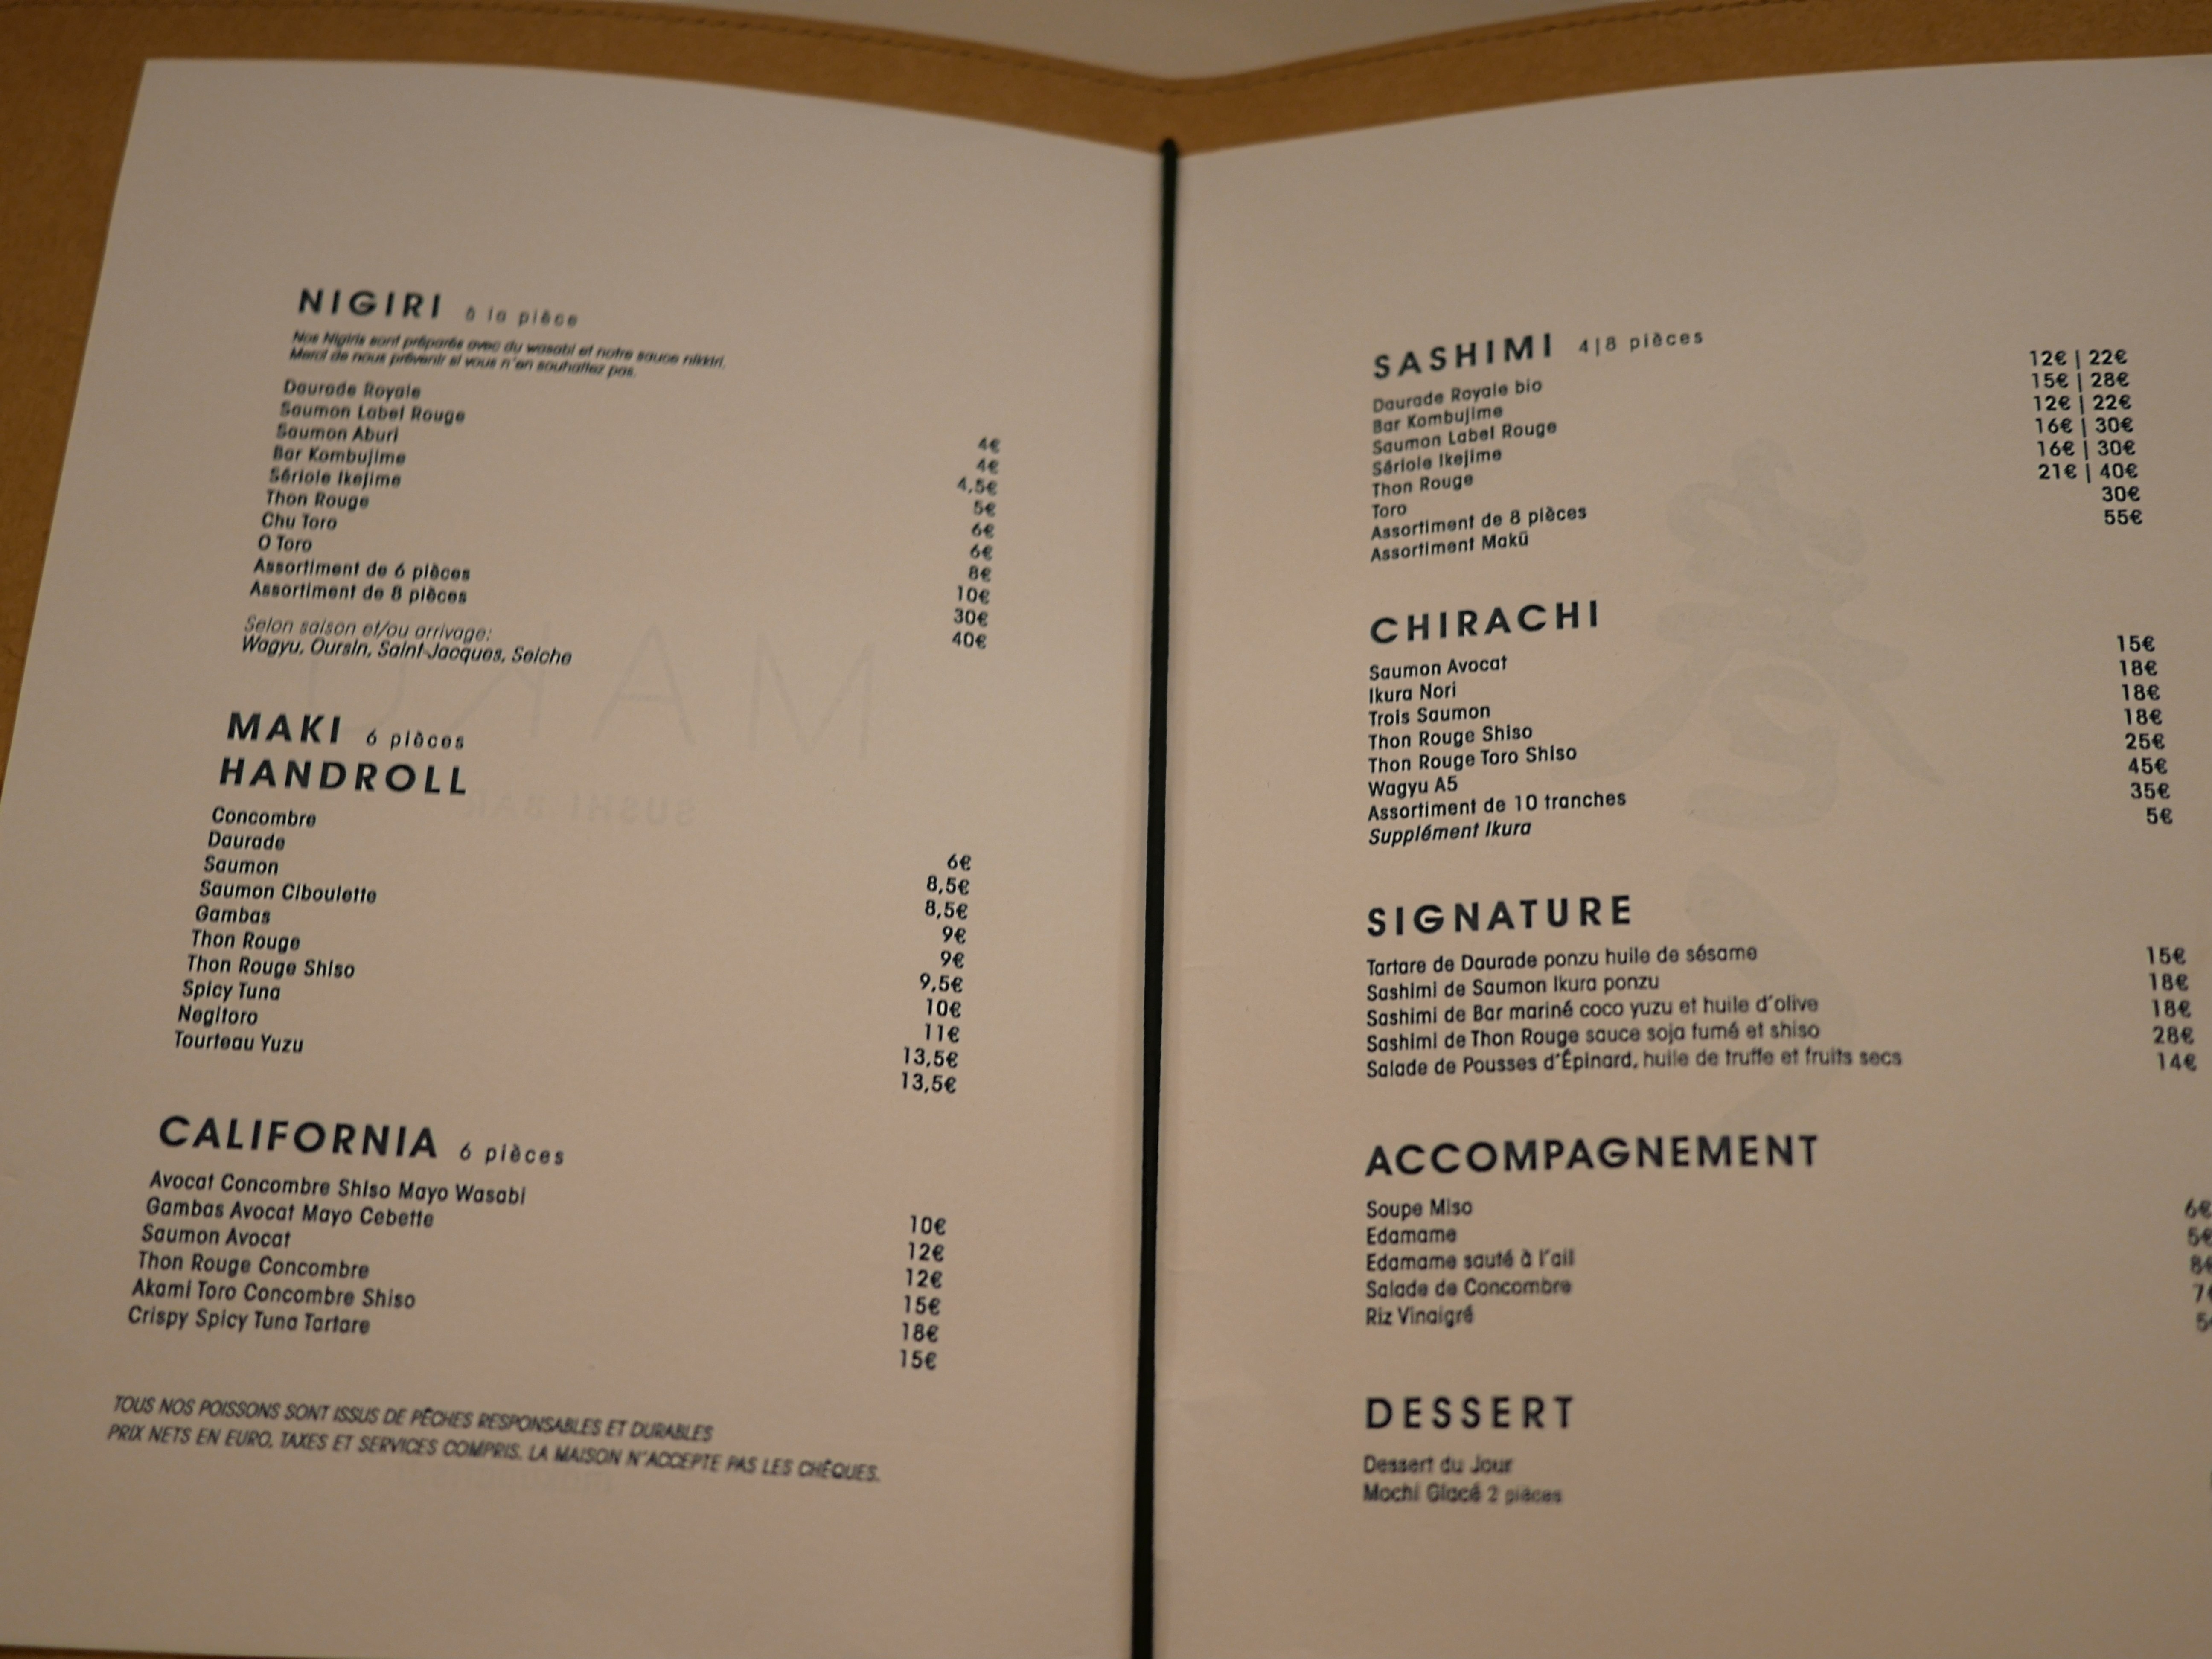 NIGIRI à la pièce
Nos Nigiris sont préparés avec du wasabi et notre sauce nikkiri.
Merci de nous prévenir si vous n'en souhaitez pas.
Daurade Royale 4€
Saumon Label Rouge 4€
Saumon Aburi 4,5€
Bar Kombujime 5€
Sériole Ikejime 6€
Thon Rouge 6€
Chu Toro 8€
O Toro 10€
Assortiment de 6 pièces 30€
Assortiment de 8 pièces 40€
Selon saison et/ou arrivage:
Wagyu, Oursin, Saint-Jacques, Seiche
MAKI 6 pièces
HANDROLL
Concombre 6€
Daurade 8,5€
Saumon 8,5€
Saumon Ciboulette 9€
Gambas 9€
Thon Rouge 9,5€
Thon Rouge Shiso 10€
Spicy Tuna 11€
Negitoro 13,5€
Tourteau Yuzu 13,5€
CALIFORNIA 6 pièces
Avocat Concombre Shiso Mayo Wasabi 10€
Gambas Avocat Mayo Cebette 12€
Saumon Avocat 12€
Thon Rouge Concombre 15€
Akami Toro Concombre Shiso 18€
Crispy Spicy Tuna Tartare 15€
TOUS NOS POISSONS SONT ISSUS DE PÊCHES RESPONSABLES ET DURABLES
PRIX NETS EN EURO, TAXES ET SERVICES COMPRIS. LA MAISON N'ACCEPTE PAS LES CHÈQUES.
SASHIMI 4|8 pièces
Daurade Royale bio 12€ | 22€
Bar Kombujime 15€ | 28€
Saumon Label Rouge 12€ | 22€
Sériole Ikejime 16€ | 30€
Thon Rouge 16€ | 30€
Toro 21€ | 40€
Assortiment de 8 pièces 30€
Assortiment Makü 55€
CHIRACHI
Saumon Avocat 15€
Ikura Nori 18€
Trois Saumon 18€
Thon Rouge Shiso 18€
Thon Rouge Toro Shiso 25€
Wagyu A5 45€
Assortiment de 10 tranches 35€
Supplément Ikura 5€
SIGNATURE
Tartare de Daurade ponzu huile de sésame 15€
Sashimi de Saumon Ikura ponzu 18€
Sashimi de Bar mariné coco yuzu et huile d'olive 18€
Sashimi de Thon Rouge sauce soja fumé et shiso 28€
Salade de Pousses d'Épinard, huile de truffe et fruits secs 14€
ACCOMPAGNEMENT
Soupe Miso 6€
Edamame 5€
Edamame sauté à l'ail 8€
Salade de Concombre 7€
Riz Vinaigré 5€
DESSERT
Dessert du Jour
Mochi Glacé 2 pièces